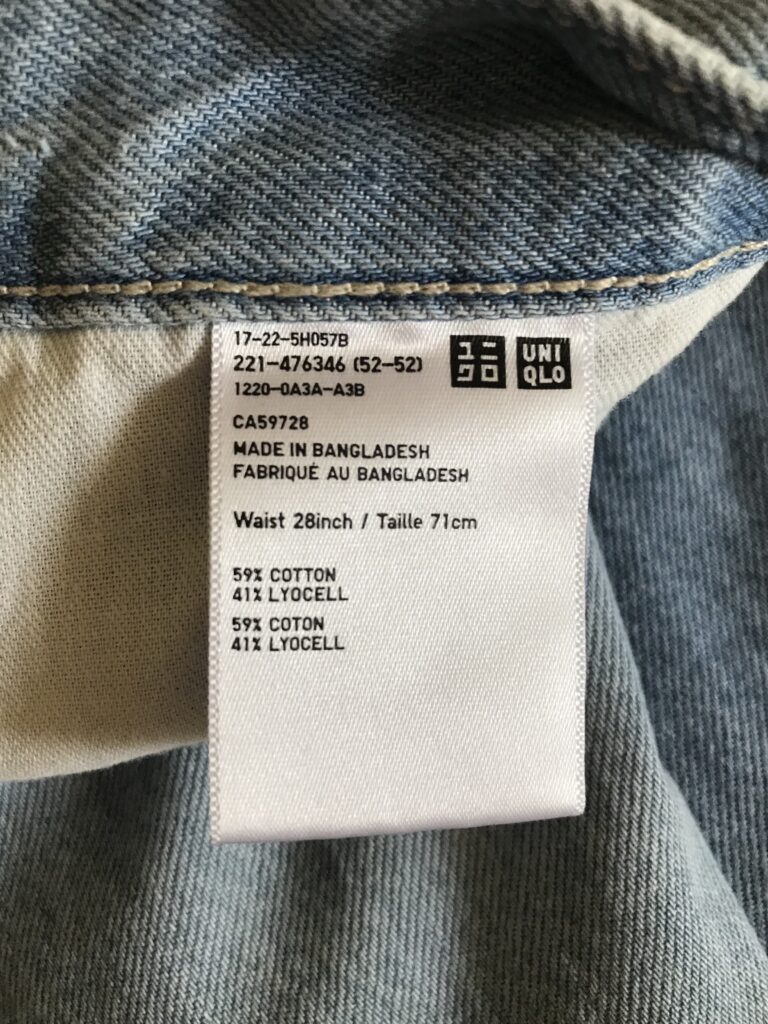 17-22-5H057B
221-476346 (52-52)
1220-0A3A-A3B
ユニ
クロ
UNI
QLO
CA59728
MADE IN BANGLADESH
FABRIQUÉ AU BANGLADESH
Waist 28inch / Taille 71cm
59% COTTON
41% LYOCELL
59% COTON
41% LYOCELL